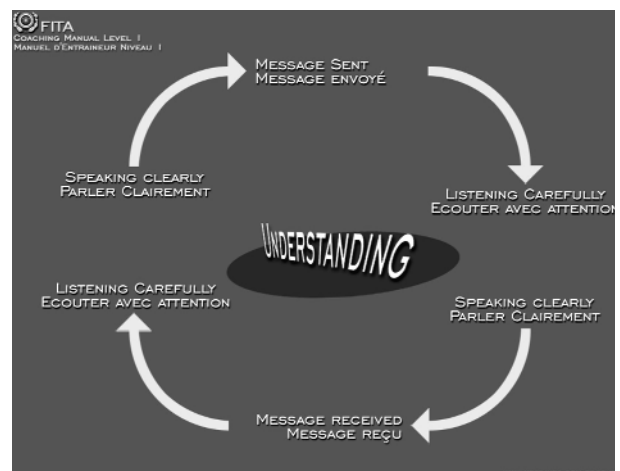 FITA
Coaching Manual Level 1
Manuel d'Entraineur Niveau 1
Message Sent
Message envoyé
Speaking clearly
Parler Clairement
Listening Carefully
Ecouter avec attention
Understanding
Listening Carefully
Ecouter avec attention
Speaking clearly
Parler Clairement
Message received
Message reçu